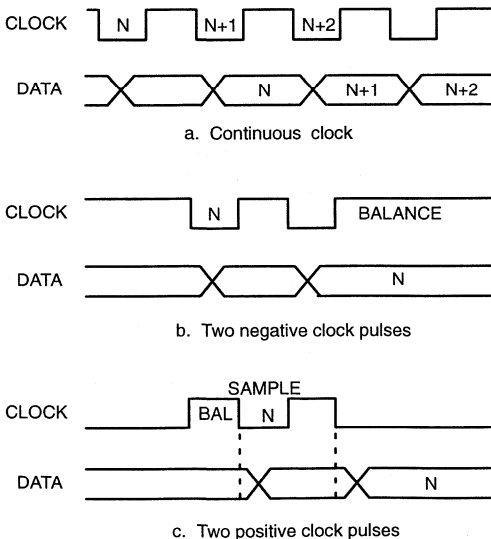 CLOCK N N+1 N+2
DATA N N+1 N+2
a. Continuous clock
CLOCK N BALANCE
DATA N
b. Two negative clock pulses
SAMPLE
CLOCK BAL N
DATA N
c. Two positive clock pulses